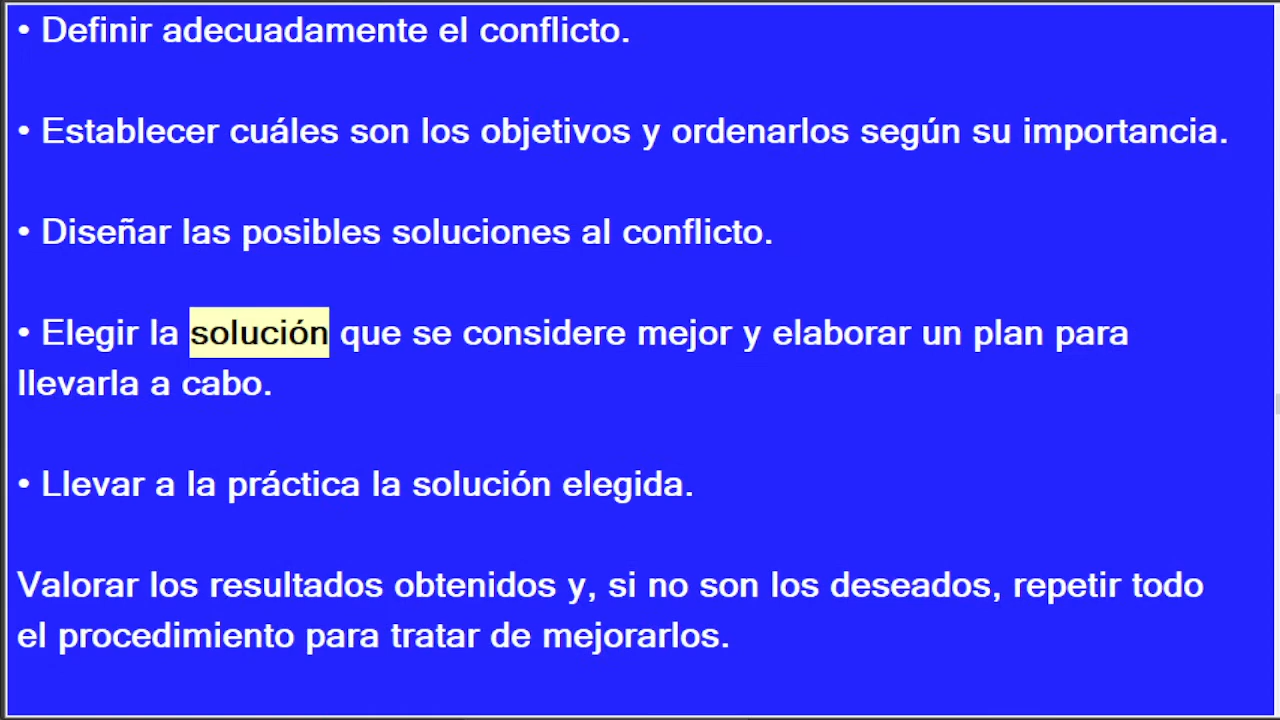 • Definir adecuadamente el conflicto.
• Establecer cuáles son los objetivos y ordenarlos según su importancia.
• Diseñar las posibles soluciones al conflicto.
• Elegir la solución que se considere mejor y elaborar un plan para
llevarla a cabo.
• Llevar a la práctica la solución elegida.
Valorar los resultados obtenidos y, si no son los deseados, repetir todo
el procedimiento para tratar de mejorarlos.